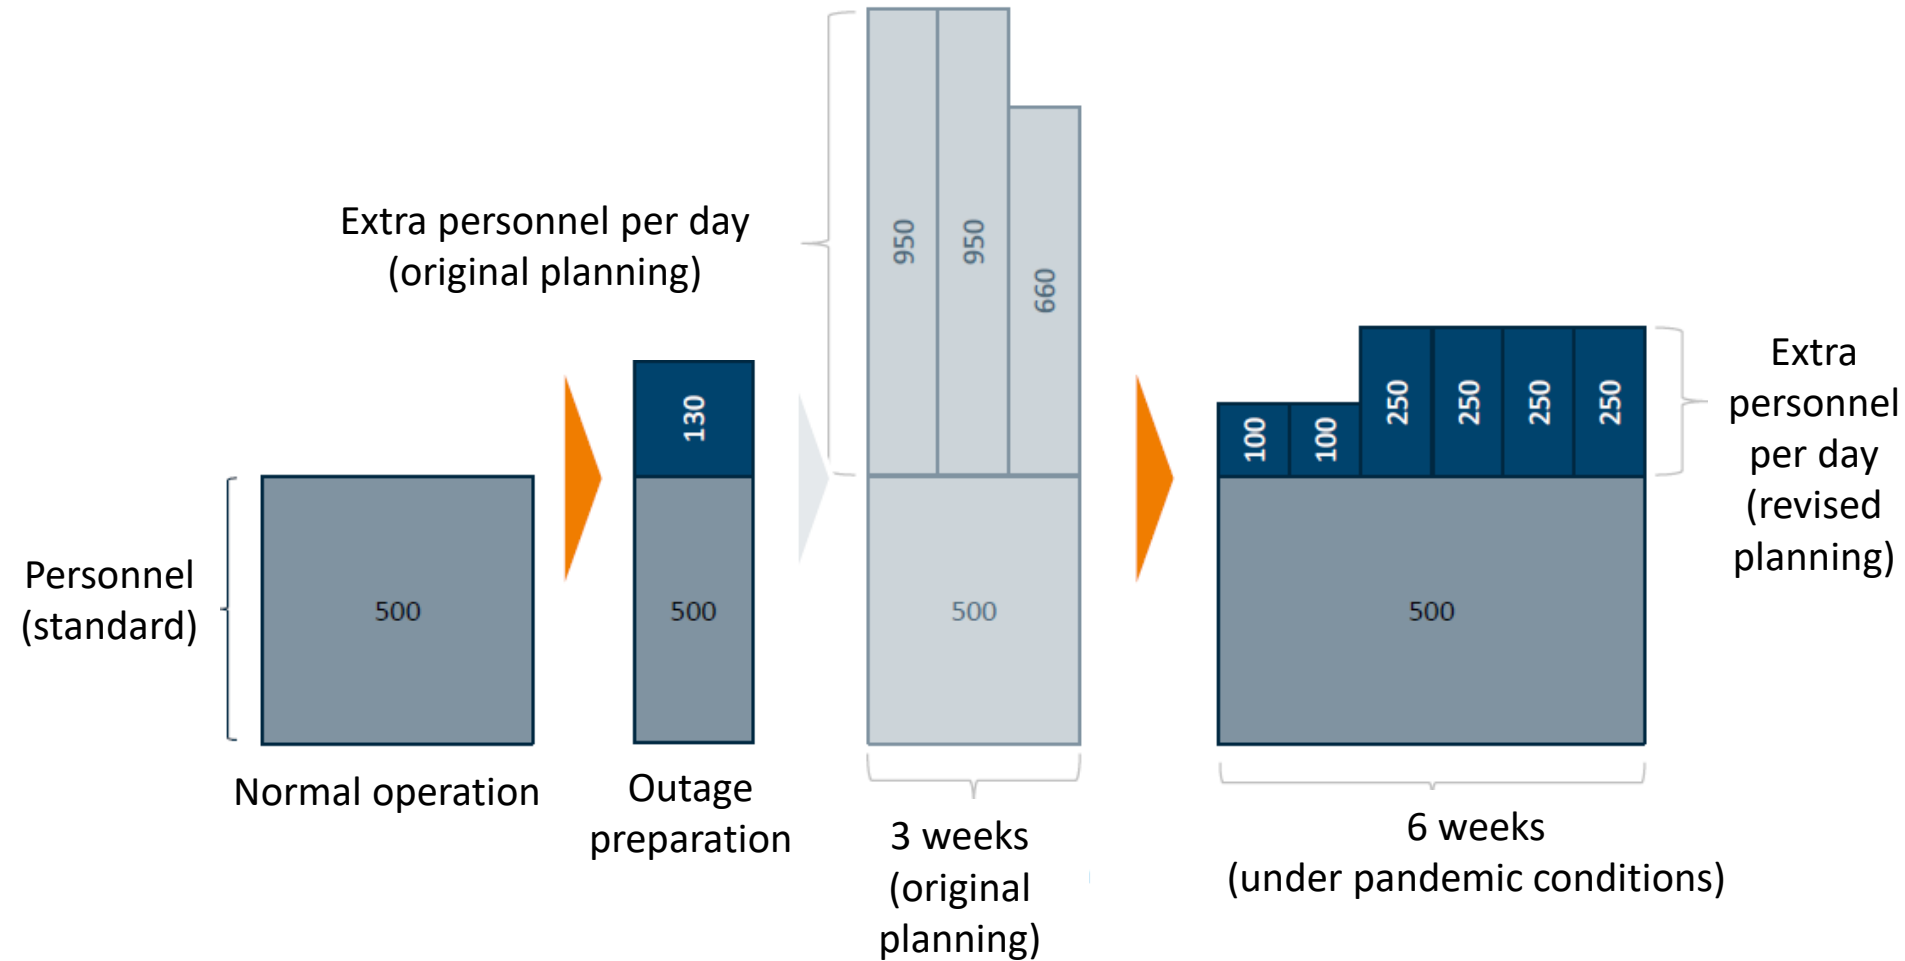 Extra personnel per day
(original planning)
950
950
660
130
100
100
250
250
250
250
Extra
personnel
per day
(revised
planning)
Personnel
(standard)
500
500
500
500
Normal operation
Outage
preparation
3 weeks
(original
planning)
6 weeks
(under pandemic conditions)